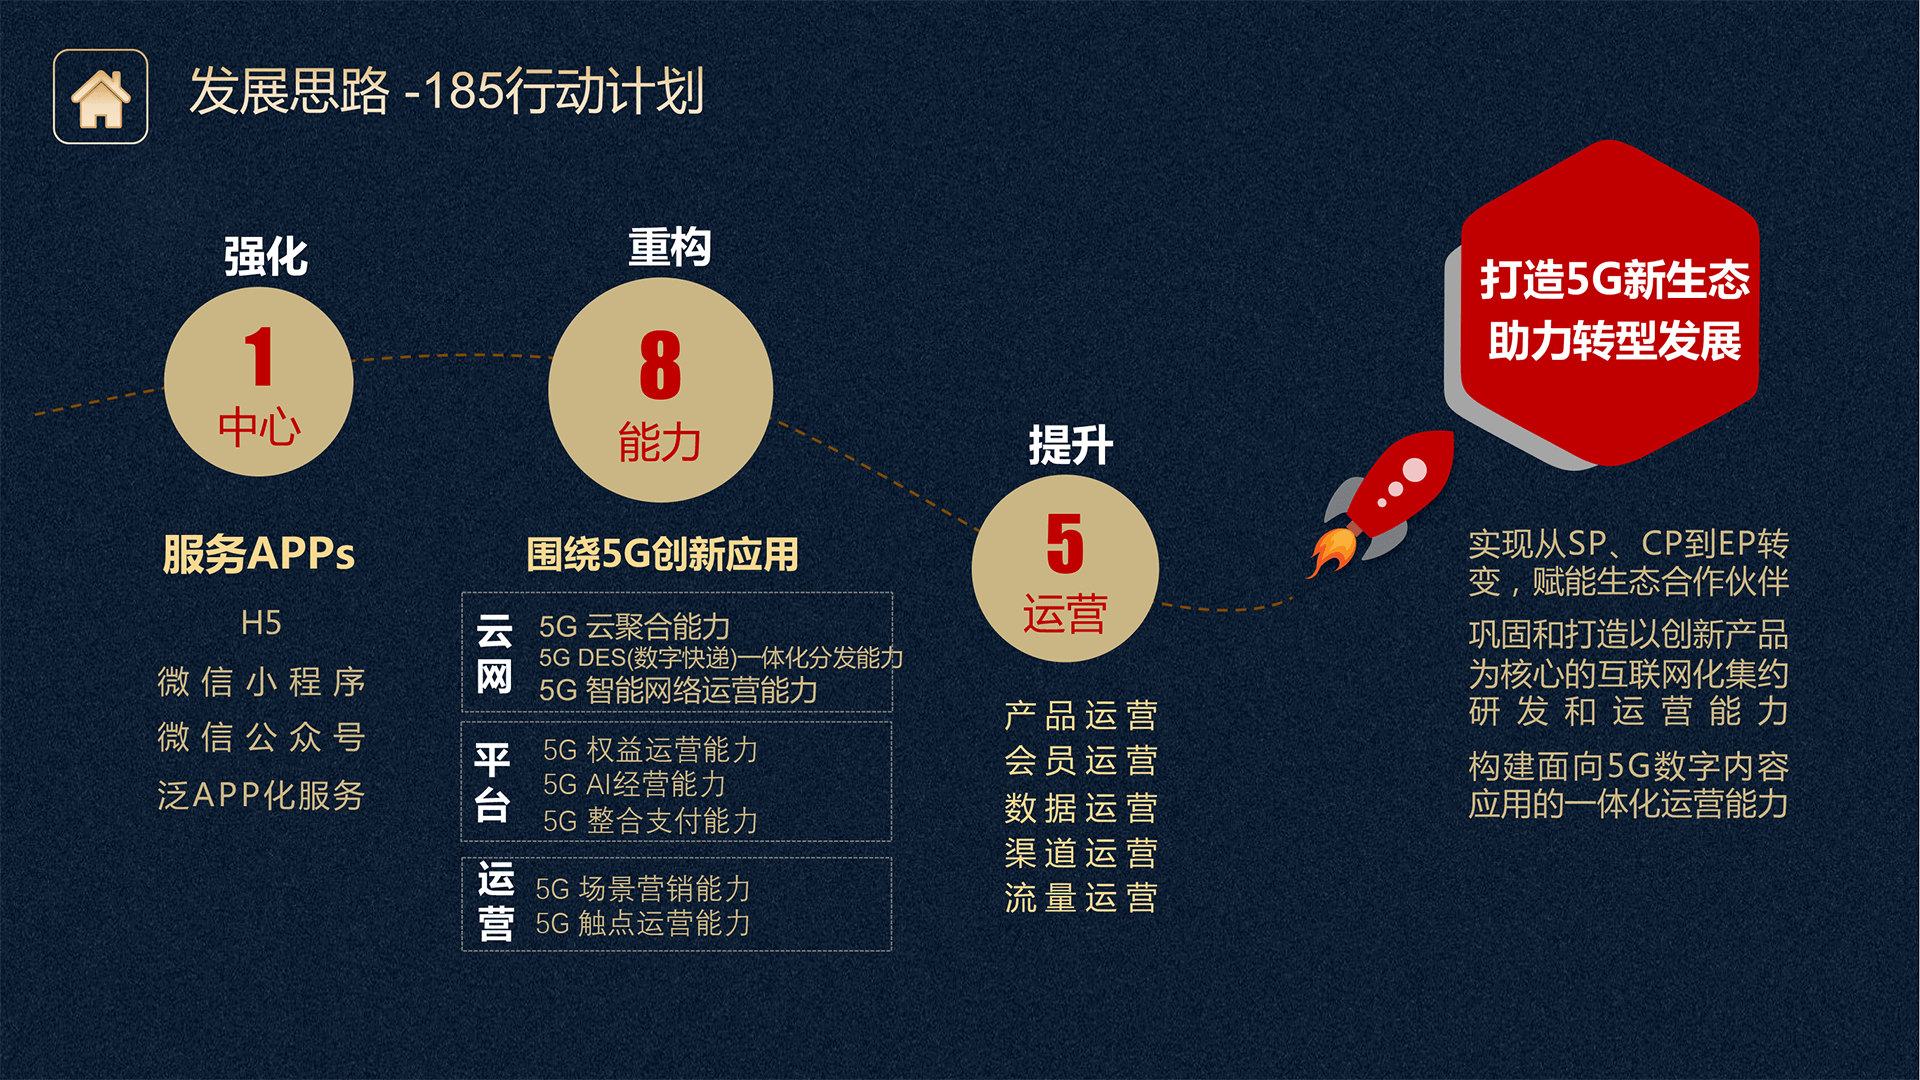 发展思路 -185行动计划
强化
1
中心
服务APPs
H5
微信小程序
微信公众号
泛APP化服务
重构
8
能力
围绕5G创新应用
云网
5G 云聚合能力
5G DES(数字快递)一体化分发能力
5G 智能网络运营能力
平台
5G 权益运营能力
5G AI经营能力
5G 整合支付能力
运营
5G 场景营销能力
5G 触点运营能力
提升
5
运营
产品运营
会员运营
数据运营
渠道运营
流量运营
打造5G新生态
助力转型发展
实现从SP、CP到EP转
变，赋能生态合作伙伴
巩固和打造以创新产品
为核心的互联网化集约
研发和运营能力
构建面向5G数字内容
应用的一体化运营能力